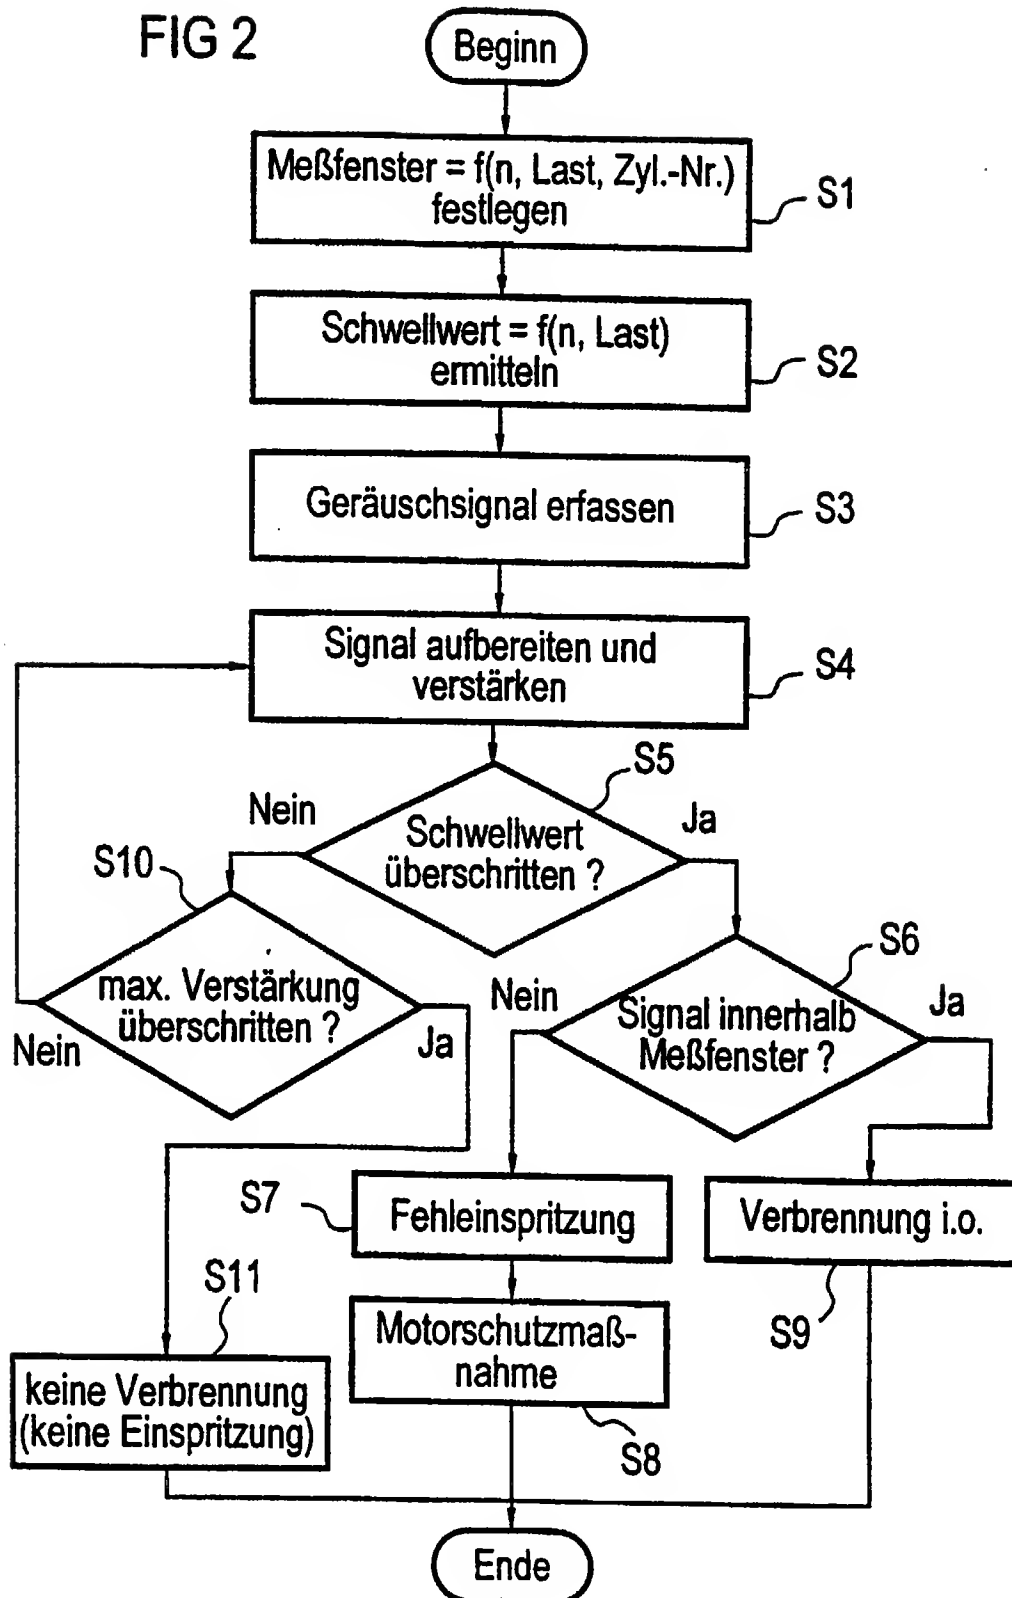 FIG 2
Beginn
Meßfenster = f(n, Last, Zyl.-Nr.)
festlegen
S1
Schwellwert = f(n, Last)
ermitteln
S2
Geräuschsignal erfassen
S3
Signal aufbereiten und
verstärken
S4
S5
Nein
Schwellwert
überschritten ?
Ja
S10
max. Verstärkung
überschritten ?
Nein
Ja
S6
Nein
Signal innerhalb
Meßfenster ?
Ja
S7
Fehleinspritzung
Verbrennung i.o.
S9
S11
Motorschutzmaß-
nahme
S8
keine Verbrennung
(keine Einspritzung)
Ende